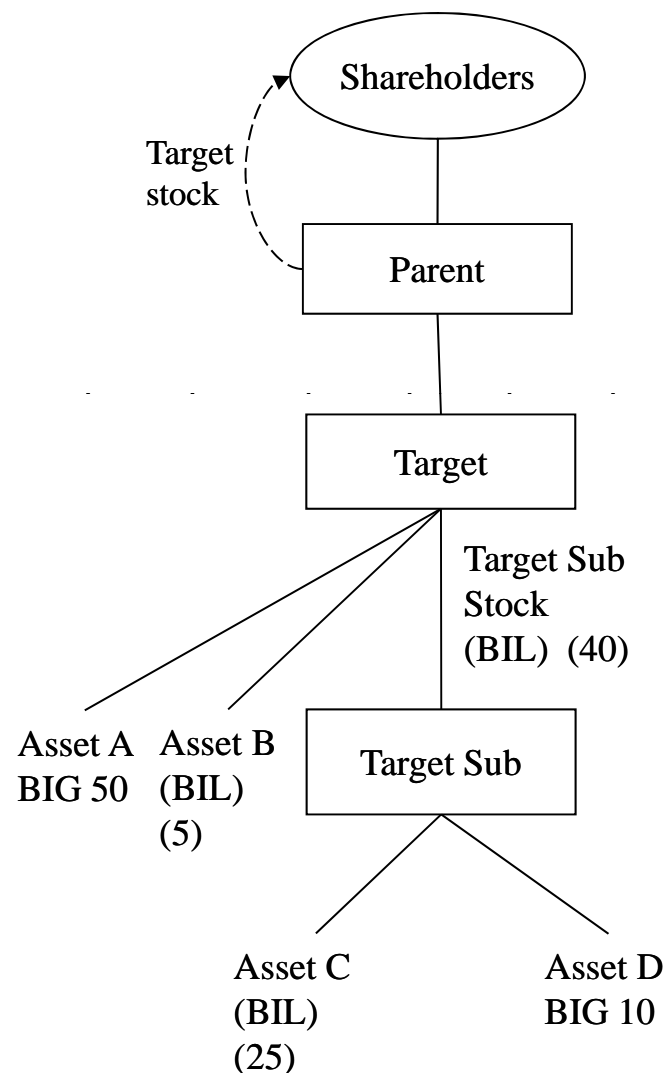 Shareholders
Target
stock
Parent
Target
Target Sub
Stock
(BIL) (40)
Asset A
BIG 50
Asset B
(BIL)
(5)
Target Sub
Asset C
(BIL)
(25)
Asset D
BIG 10